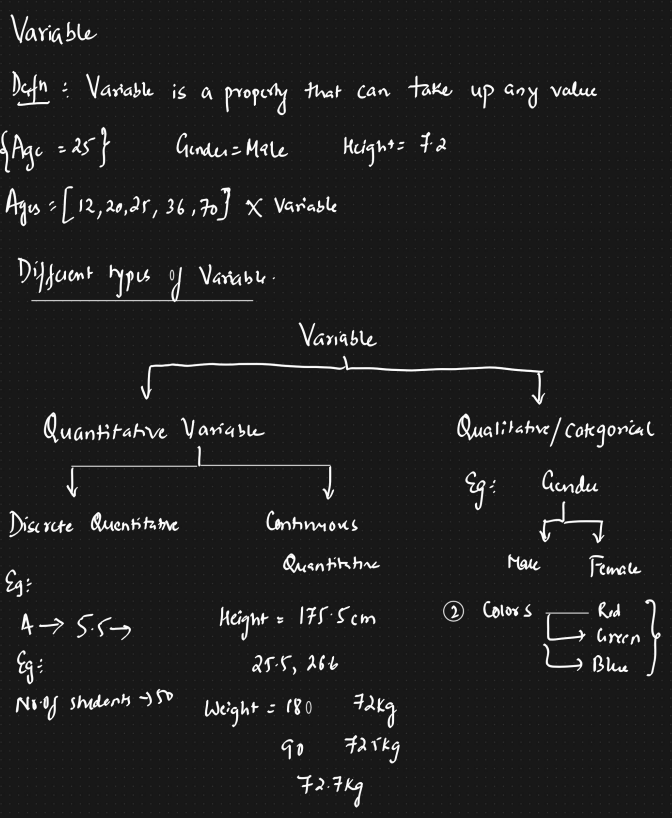 Variable
Defn : Variable is a property that can take up any value
{Age = 25} Gender = Male Height = 7.2
Ages = [12, 20, 25, 36, 70] X Variable
Different types of Variable.
Variable
Quantitative Variable
Qualitative/Categorical
Discrete Quantitative
Continuous
Quantitative
Eg:
A → 5.5 →
Eg:
No. of students → 50
Height = 175.5 cm
25.5, 26.6
Weight = 180 72kg
90 72.5kg
72.7kg
Eg: Gender
Male Female
② Colors Red
Green
Blue